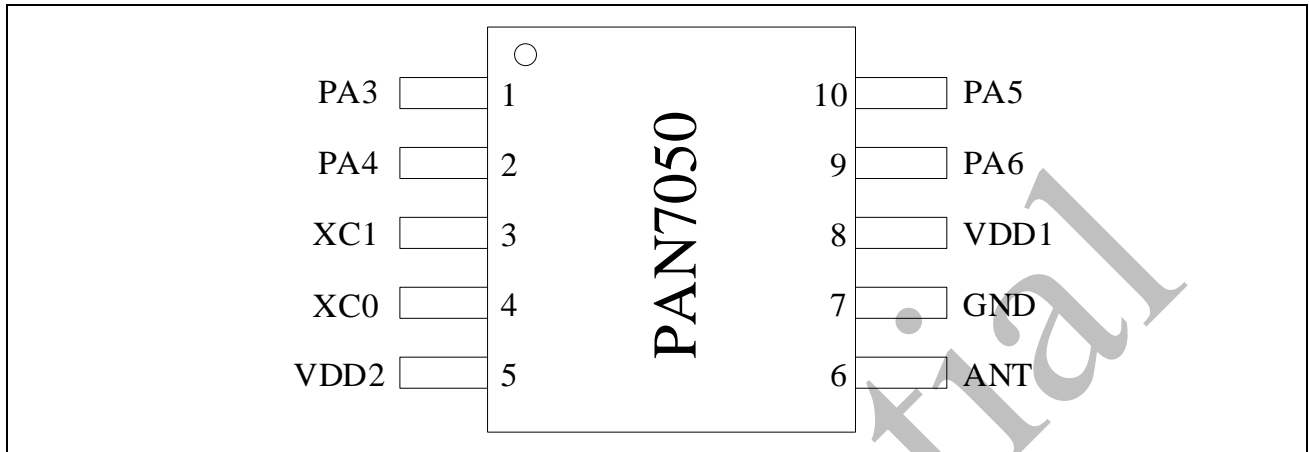 PA3 1 10 PA5
PA4 2 9 PA6
XC1 3 8 VDD1
XC0 4 7 GND
VDD2 5 6 ANT
PAN7050
tial